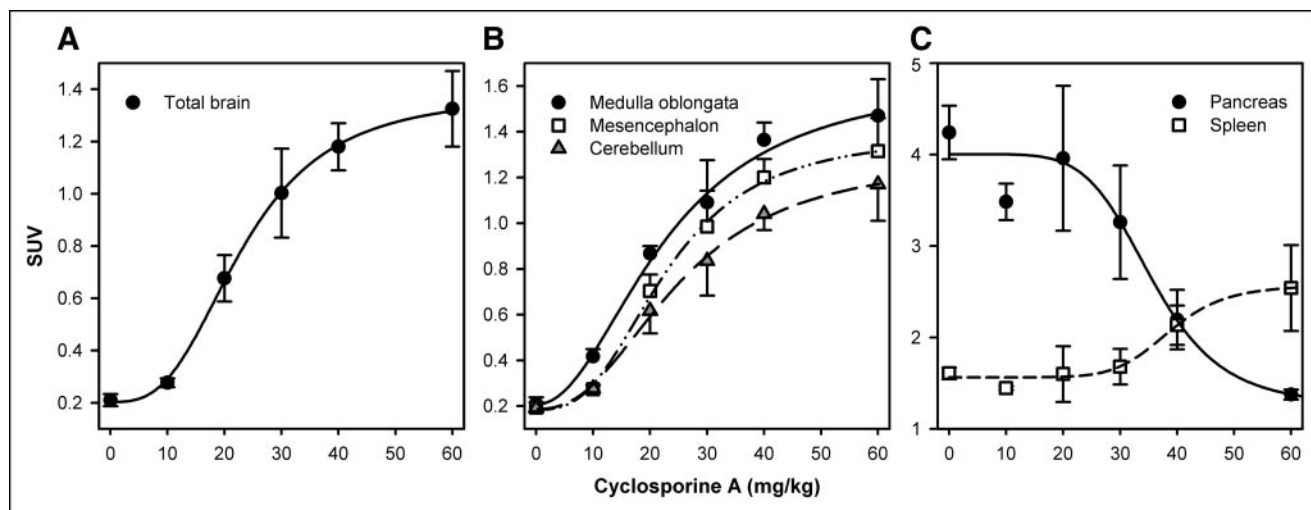 A
B
C
SUV
1.4
1.2
1.0
0.8
0.6
0.4
0.2
Total brain
0 10 20 30 40 50 60
1.6
1.4
1.2
1.0
0.8
0.6
0.4
0.2
Medulla oblongata
Mesencephalon
Cerebellum
0 10 20 30 40 50 60
5
4
3
2
1
Pancreas
Spleen
0 10 20 30 40 50 60
Cyclosporine A (mg/kg)